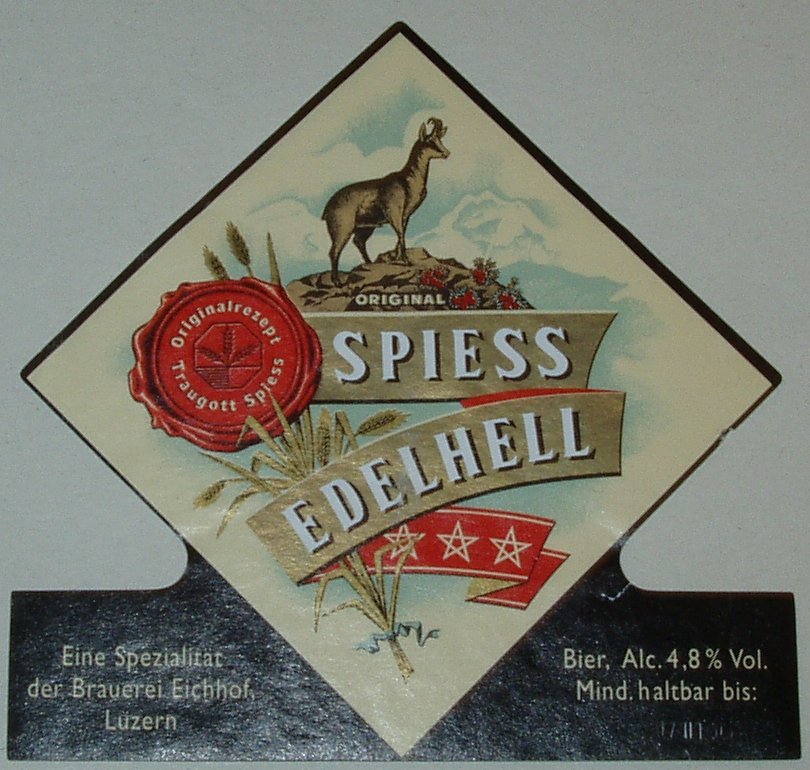 ORIGINAL
SPIESS
EDELHELL
Originalrezept
Traugott Spiess
Eine Spezialität
der Brauerei Eichhof,
Luzern
Bier, Alc. 4,8% Vol.
Mind. haltbar bis: